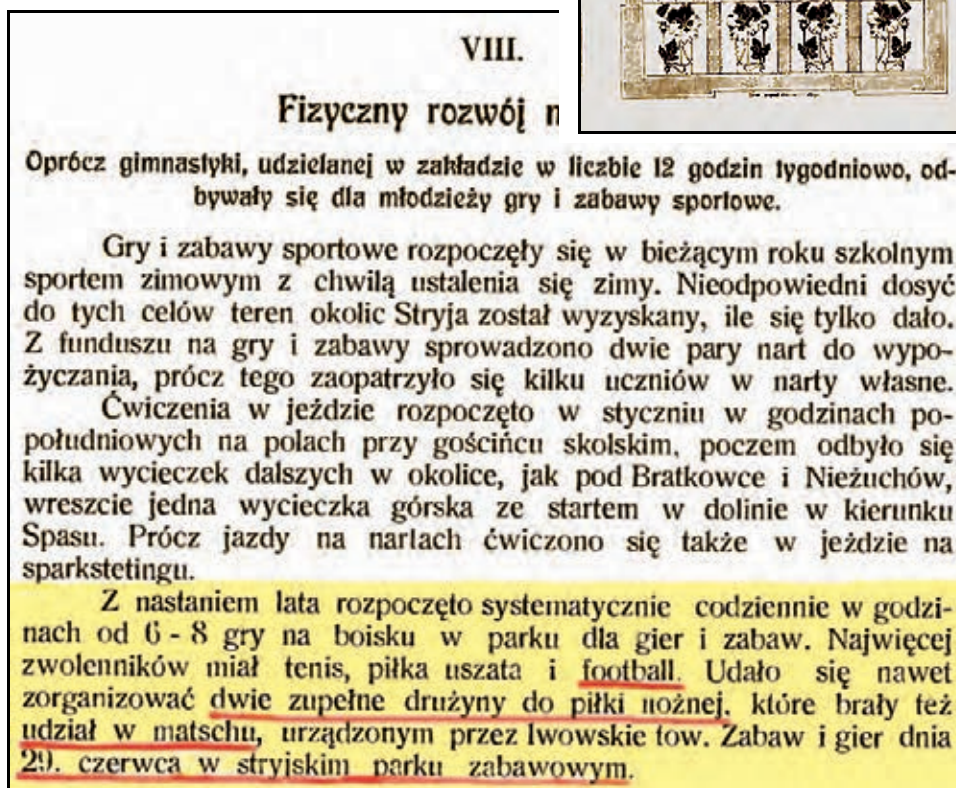 VIII.
Fizyczny rozwój
Oprócz gimnastyki, udzielanej w zakładzie w liczbie 12 godzin tygodniowo, od-
bywały się dla młodzieży gry i zabawy sportowe.
Gry i zabawy sportowe rozpoczęły się w bieżącym roku szkolnym
sportem zimowym z chwilą ustalenia się zimy. Nieodpowiedni dosyć
do tych celów teren okolic Stryja został wyzyskany, ile się tylko dało.
Z funduszu na gry i zabawy sprowadzono dwie pary nart do wypo-
życzania, prócz tego zaopatrzyło się kilku uczniów w narty własne.
Ćwiczenia w jeździe rozpoczęto w styczniu w godzinach po-
południowych na polach przy gościńcu skolskim, poczem odbyło się
kilka wycieczek dalszych w okolice, jak pod Bratkowce i Nieżuchów,
wreszcie jedna wycieczka górska ze startem w dolinie w kierunku
Spasu. Prócz jazdy na nartach ćwiczono się także w jeździe na
sparkstetingu.
Z nastaniem lata rozpoczęto systematycznie codziennie w godzi-
nach od 6 - 8 gry na boisku w parku dla gier i zabaw. Najwięcej
zwolenników miał tenis, piłka uszata i football. Udało się nawet
zorganizować dwie zupełne drużyny do piłki nożnej, które brały też
udział w matschu, urządzonym przez lwowskie tow. Zabaw i gier dnia
29. czerwca w stryjskim parku zabawowym.